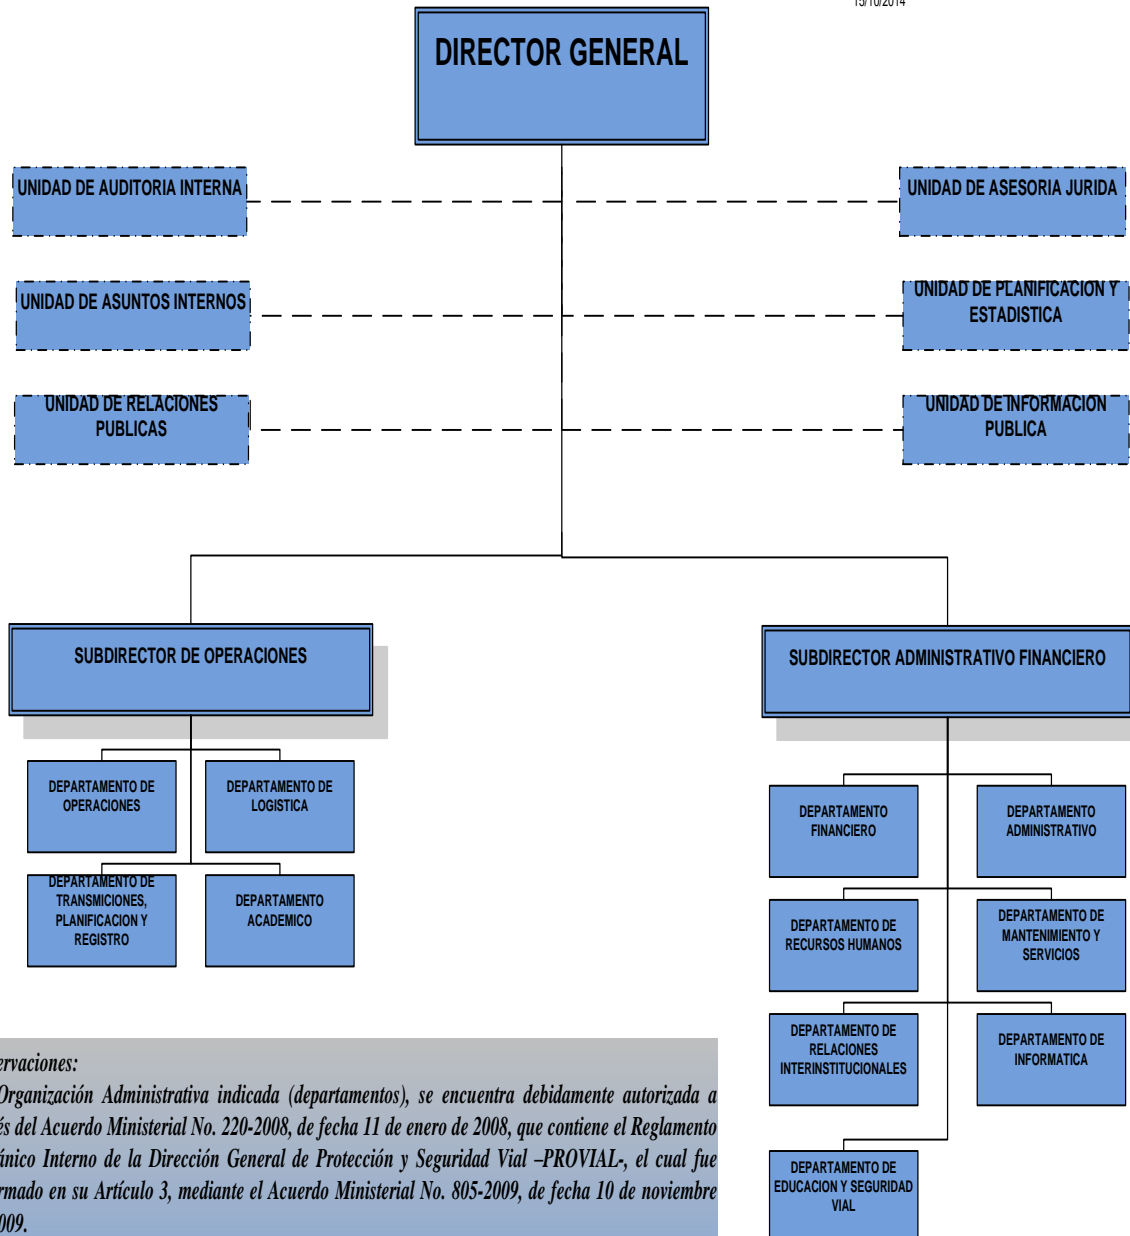 15/10/2014
DIRECTOR GENERAL
UNIDAD DE AUDITORIA INTERNA
UNIDAD DE ASESORIA JURIDA
UNIDAD DE ASUNTOS INTERNOS
UNIDAD DE PLANIFICACION Y
ESTADISTICA
UNIDAD DE RELACIONES
PUBLICAS
UNIDAD DE INFORMACION
PUBLICA
SUBDIRECTOR DE OPERACIONES
SUBDIRECTOR ADMINISTRATIVO FINANCIERO
DEPARTAMENTO DE
OPERACIONES
DEPARTAMENTO DE
LOGISTICA
DEPARTAMENTO DE
TRANSMICIONES,
PLANIFICACION Y
REGISTRO
DEPARTAMENTO
ACADEMICO
DEPARTAMENTO
FINANCIERO
DEPARTAMENTO
ADMINISTRATIVO
DEPARTAMENTO DE
RECURSOS HUMANOS
DEPARTAMENTO DE
MANTENIMIENTO Y
SERVICIOS
DEPARTAMENTO DE
RELACIONES
INTERINSTITUCIONALES
DEPARTAMENTO DE
INFORMATICA
DEPARTAMENTO DE
EDUCACION Y SEGURIDAD
VIAL
ervaciones:
Organización Administrativa indicada (departamentos), se encuentra debidamente autorizada a
és del Acuerdo Ministerial No. 220-2008, de fecha 11 de enero de 2008, que contiene el Reglamento
ánico Interno de la Dirección General de Protección y Seguridad Vial –PROVIAL-, el cual fue
rmado en su Artículo 3, mediante el Acuerdo Ministerial No. 805-2009, de fecha 10 de noviembre
009.